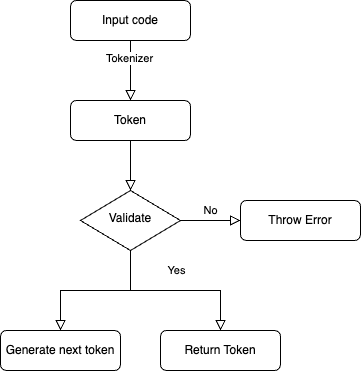 Input code
Tokenizer
Token
Validate
No
Throw Error
Yes
Generate next token
Return Token